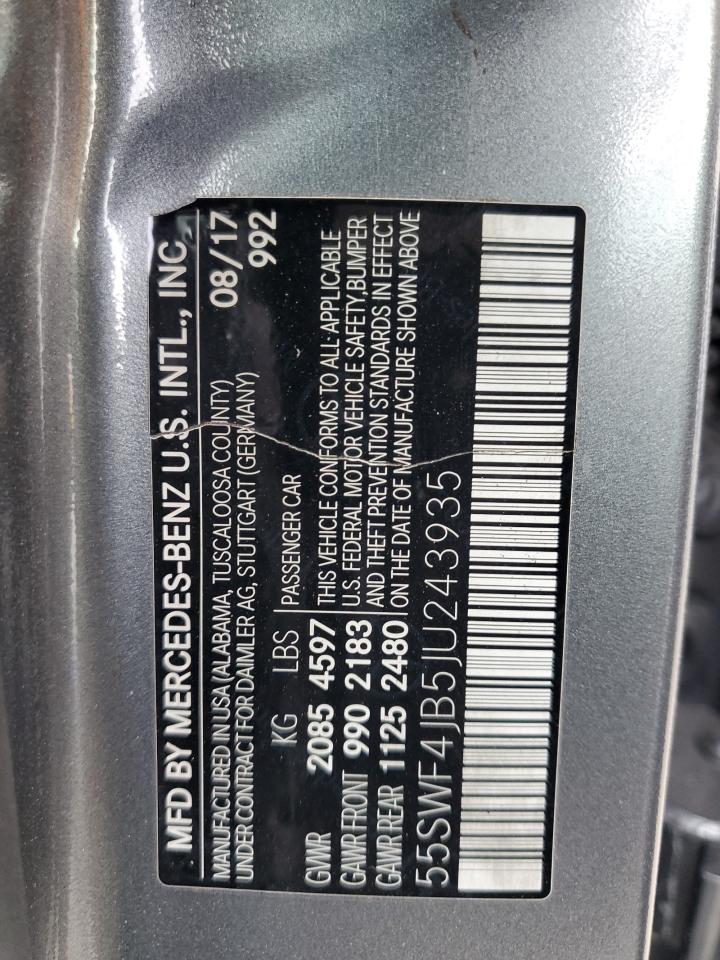 MFD BY MERCEDES-BENZ U.S. INTL., INC.
MANUFACTURED IN USA (ALABAMA, TUSCALOOSA COUNTY)
UNDER CONTRACT FOR DAIMLER AG, STUTTGART (GERMANY)
08/17
992
KG LBS
GVWR 2085 4597
GAWR FRONT 990 2183
GAWR REAR 1125 2480
PASSENGER CAR
THIS VEHICLE CONFORMS TO ALL APPLICABLE
U.S. FEDERAL MOTOR VEHICLE SAFETY,BUMPER
AND THEFT PREVENTION STANDARDS IN EFFECT
ON THE DATE OF MANUFACTURE SHOWN ABOVE
55SWF4JB5JU243935